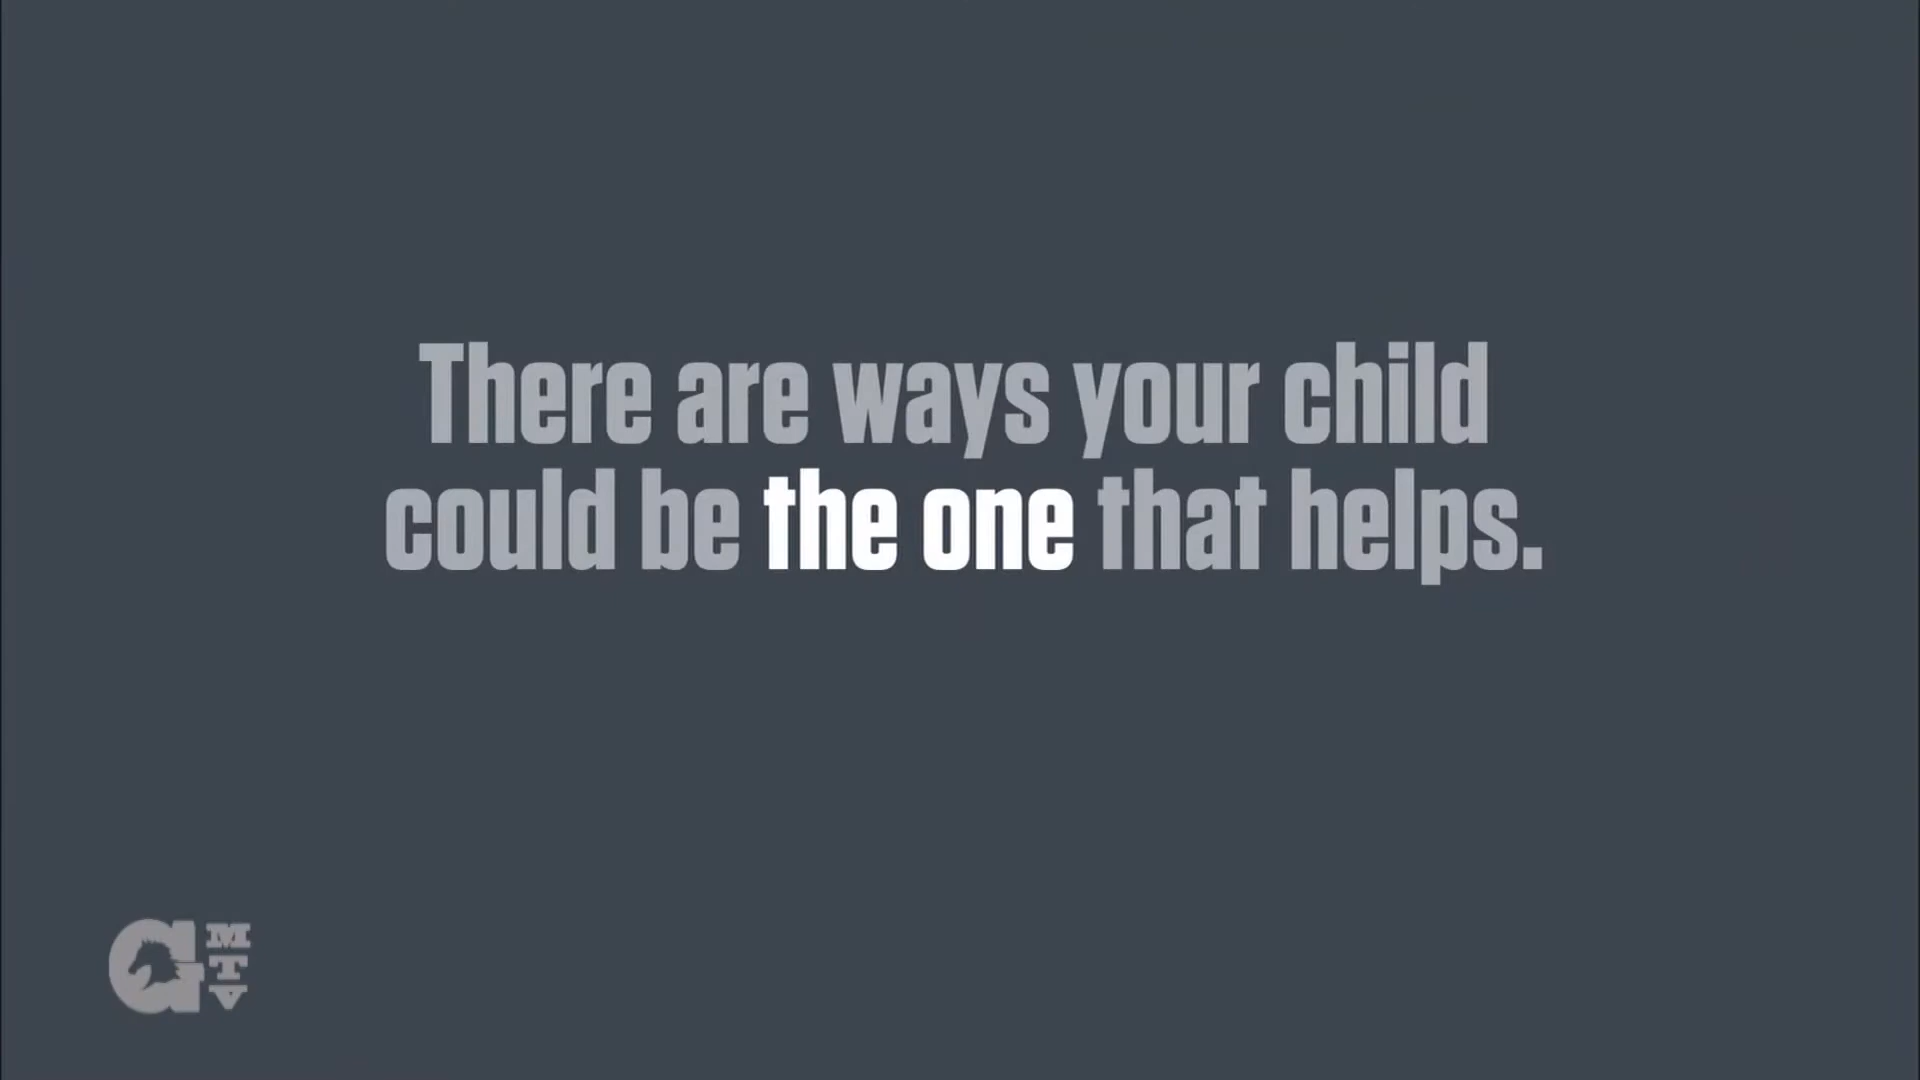 There are ways your child
could be the one that helps.
G
M
T
V